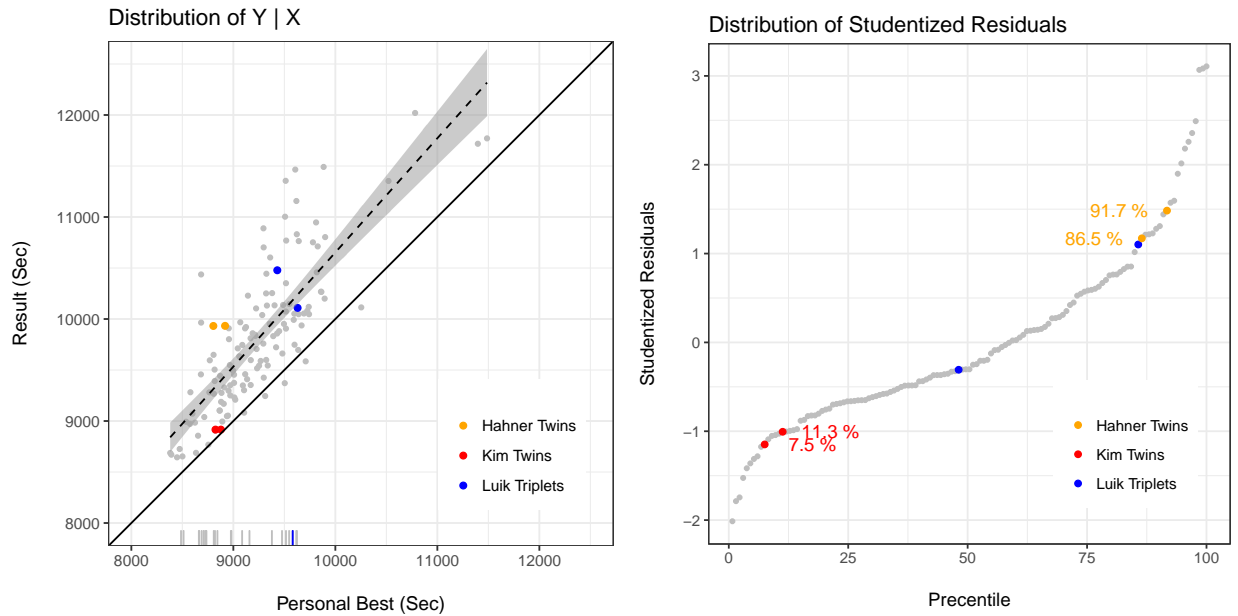 Distribution of Y | X
Result (Sec)
12000
11000
10000
9000
8000
Hahner Twins
Kim Twins
Luik Triplets
8000 9000 10000 11000 12000
Personal Best (Sec)
Distribution of Studentized Residuals
Studentized Residuals
3
2
1
0
−1
−2
91.7 %
86.5 %
11.3 %
7.5 %
Hahner Twins
Kim Twins
Luik Triplets
0 25 50 75 100
Precentile